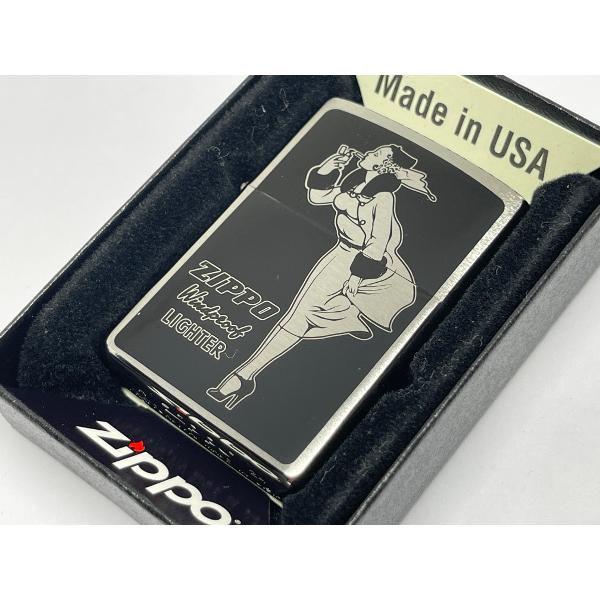 Made in USA
ZIPPO
Windproof
LIGHTER
Zippo